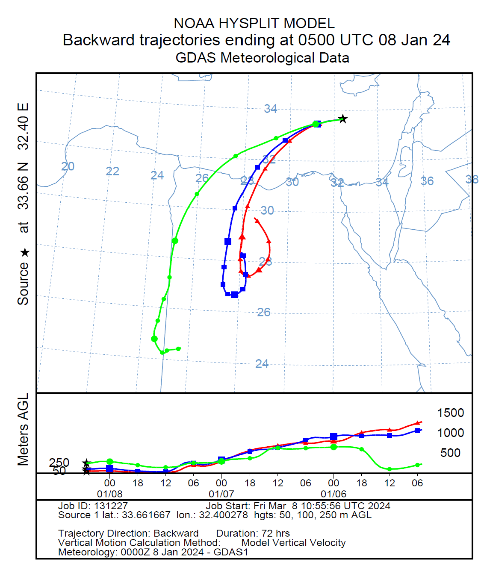 NOAA HYSPLIT MODEL
Backward trajectories ending at 0500 UTC 08 Jan 24
GDAS Meteorological Data
Source ★ at 33.66 N 32.40 E
34
20
22
24
26
28
30
32
34
36
38
32
30
28
26
24
Meters AGL
1500
1000
500
250
50
00 18 12 06 00 18 12 06 00 18 12 06
01/08 01/07 01/06
Job ID: 131227 Job Start: Fri Mar 8 10:55:56 UTC 2024
Source 1 lat.: 33.661667 lon.: 32.400278 hgts: 50, 100, 250 m AGL
Trajectory Direction: Backward Duration: 72 hrs
Vertical Motion Calculation Method: Model Vertical Velocity
Meteorology: 0000Z 8 Jan 2024 - GDAS1